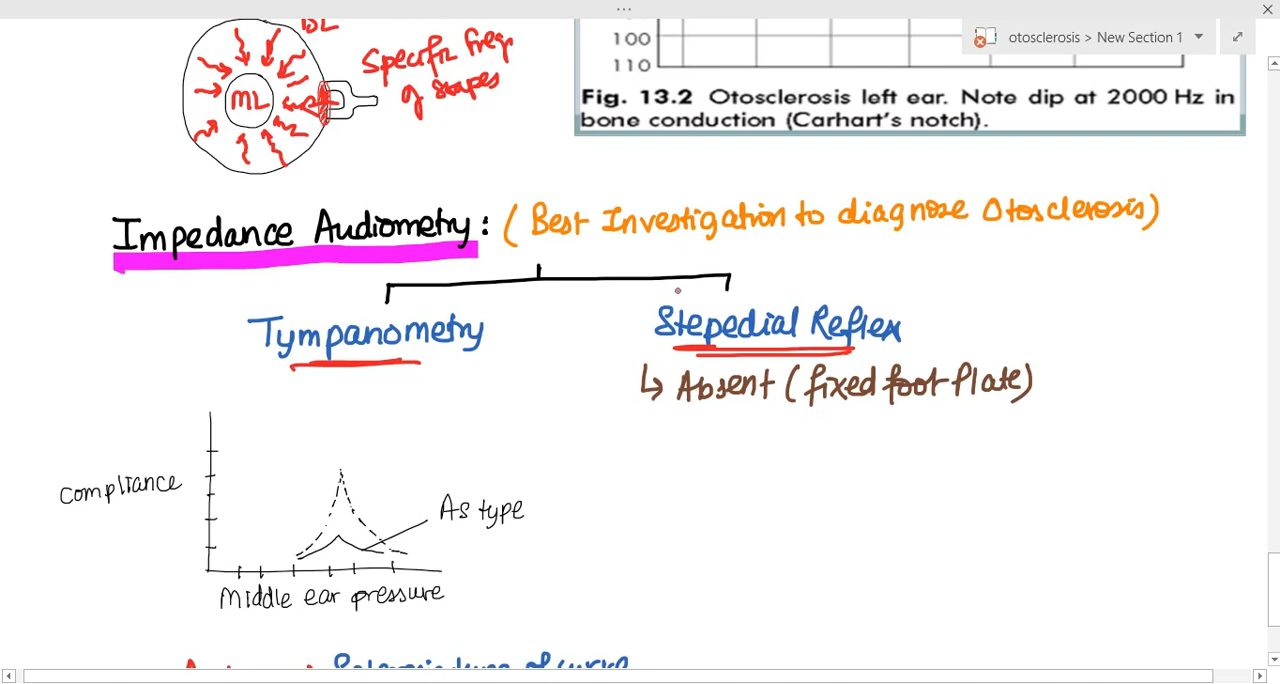 ...
BL
Specific freq
of stapes
ML
100
110
otosclerosis > New Section 1
Fig. 13.2 Otosclerosis left ear. Note dip at 2000 Hz in
bone conduction (Carhart's notch).
Impedance Audiometry : ( Best Investigation to diagnose Otosclerosis )
Tympanometry
Stepedial Reflex
↳ Absent ( fixed foot plate )
Compliance
As type
Middle ear pressure